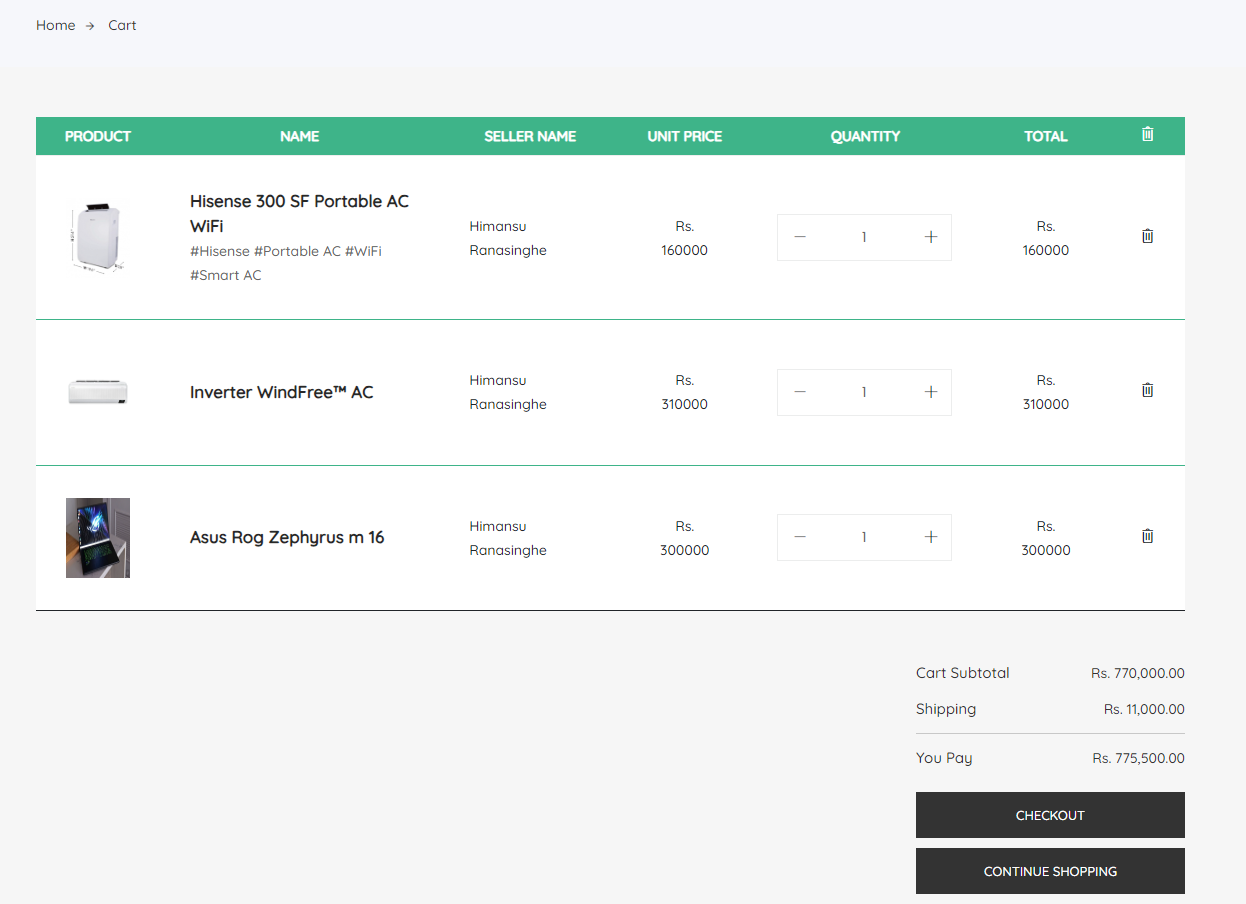 Home → Cart
PRODUCT NAME SELLER NAME UNIT PRICE QUANTITY TOTAL
Hisense 300 SF Portable AC
WiFi
#Hisense #Portable AC #WiFi
#Smart AC
Himansu
Ranasinghe
Rs.
160000
− 1 +
Rs.
160000
Inverter WindFree™ AC
Himansu
Ranasinghe
Rs.
310000
− 1 +
Rs.
310000
Asus Rog Zephyrus m 16
Himansu
Ranasinghe
Rs.
300000
− 1 +
Rs.
300000
Cart Subtotal Rs. 770,000.00
Shipping Rs. 11,000.00
You Pay Rs. 775,500.00
CHECKOUT
CONTINUE SHOPPING